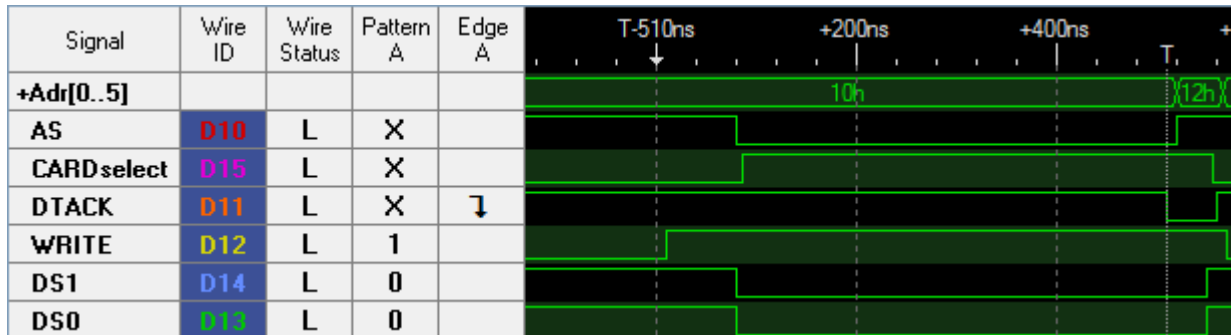 Signal Wire ID Wire Status Pattern A Edge A T-510ns +200ns +400ns + T
+Adr[0..5] 10h 12h
AS D10 L X
CARDselect D15 L X
DTACK D11 L X
WRITE D12 L 1
DS1 D14 L 0
DS0 D13 L 0